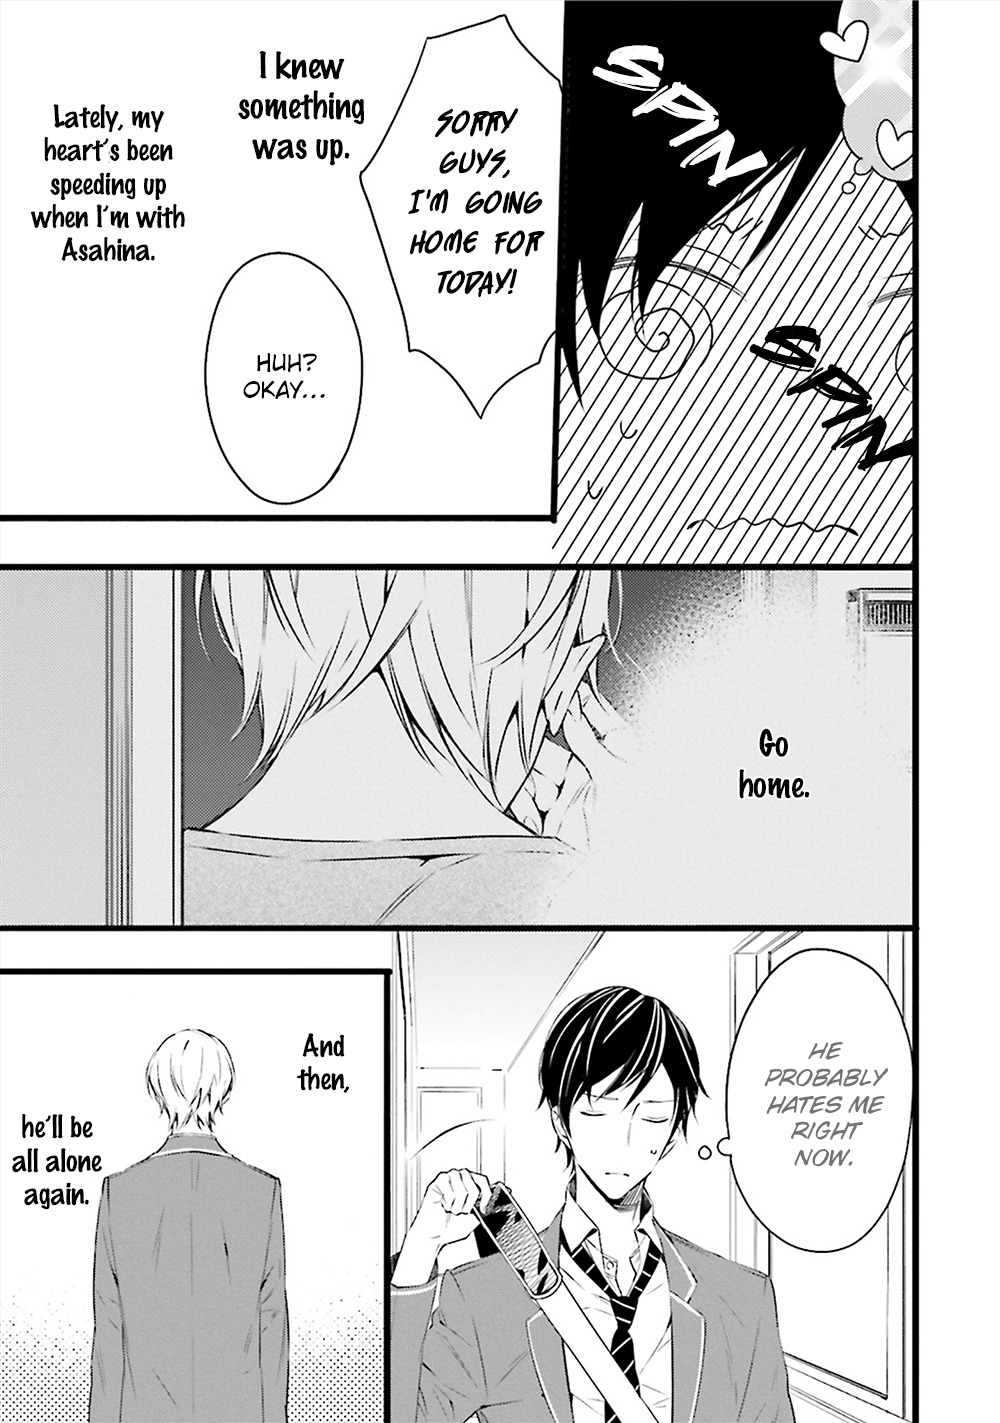 SPIN
SPIN
SORRY
GUYS,
I'M GOING
HOME FOR
TODAY!
I knew
something
was up.
HUH?
OKAY...
Lately, my
heart's been
speeding up
when I'm with
Asahina.
Go
home.
HE
PROBABLY
HATES ME
RIGHT
NOW.
And
then,
he'll be
all alone
again.